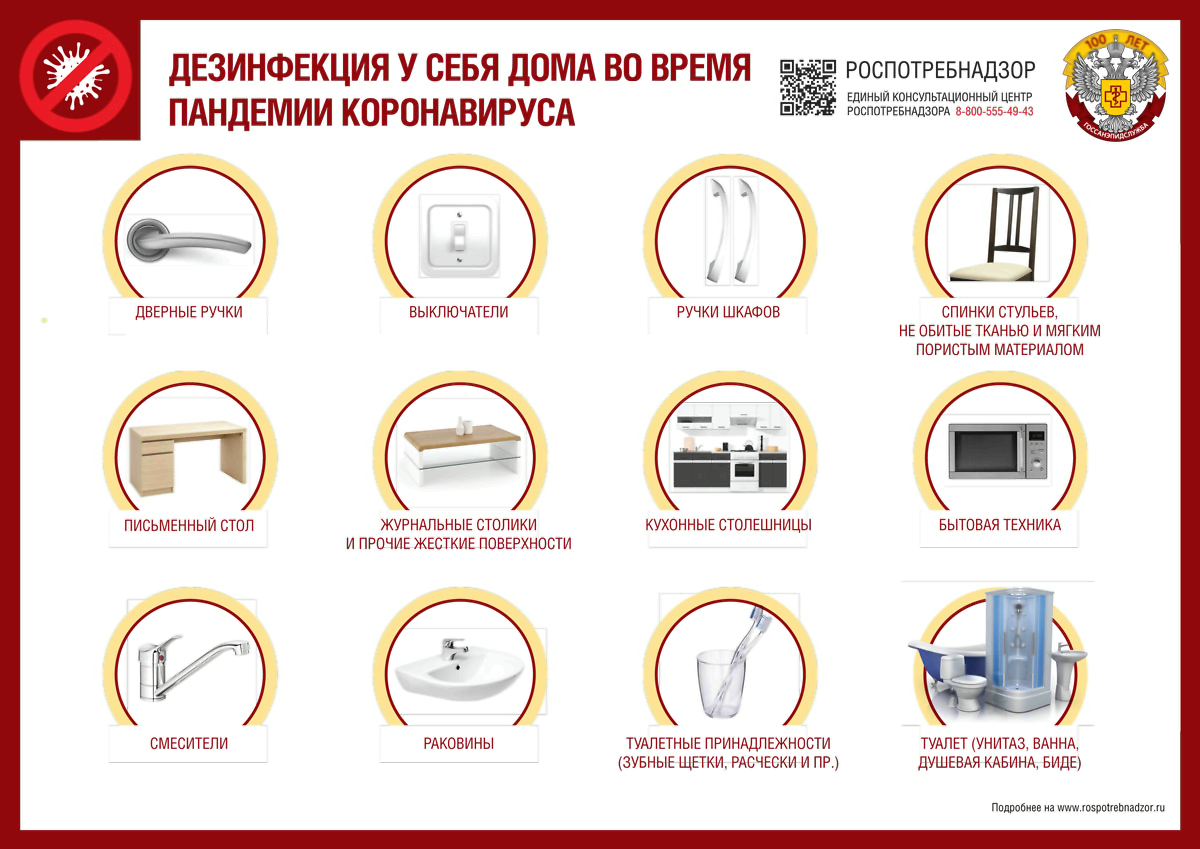 ДЕЗИНФЕКЦИЯ У СЕБЯ ДОМА ВО ВРЕМЯ
ПАНДЕМИИ КОРОНАВИРУСА
РОСПОТРЕБНАДЗОР
ЕДИНЫЙ КОНСУЛЬТАЦИОННЫЙ ЦЕНТР
РОСПОТРЕБНАДЗОРА 8-800-555-49-43
100 ЛЕТ
ГОССАНЭПИДСЛУЖБА
ДВЕРНЫЕ РУЧКИ
ВЫКЛЮЧАТЕЛИ
РУЧКИ ШКАФОВ
СПИНКИ СТУЛЬЕВ,
НЕ ОБИТЫЕ ТКАНЬЮ И МЯГКИМ
ПОРИСТЫМ МАТЕРИАЛОМ
ПИСЬМЕННЫЙ СТОЛ
ЖУРНАЛЬНЫЕ СТОЛИКИ
И ПРОЧИЕ ЖЕСТКИЕ ПОВЕРХНОСТИ
КУХОННЫЕ СТОЛЕШНИЦЫ
БЫТОВАЯ ТЕХНИКА
СМЕСИТЕЛИ
РАКОВИНЫ
ТУАЛЕТНЫЕ ПРИНАДЛЕЖНОСТИ
(ЗУБНЫЕ ЩЕТКИ, РАСЧЕСКИ И ПР.)
ТУАЛЕТ (УНИТАЗ, ВАННА,
ДУШЕВАЯ КАБИНА, БИДЕ)
Подробнее на www.rospotrebnadzor.ru